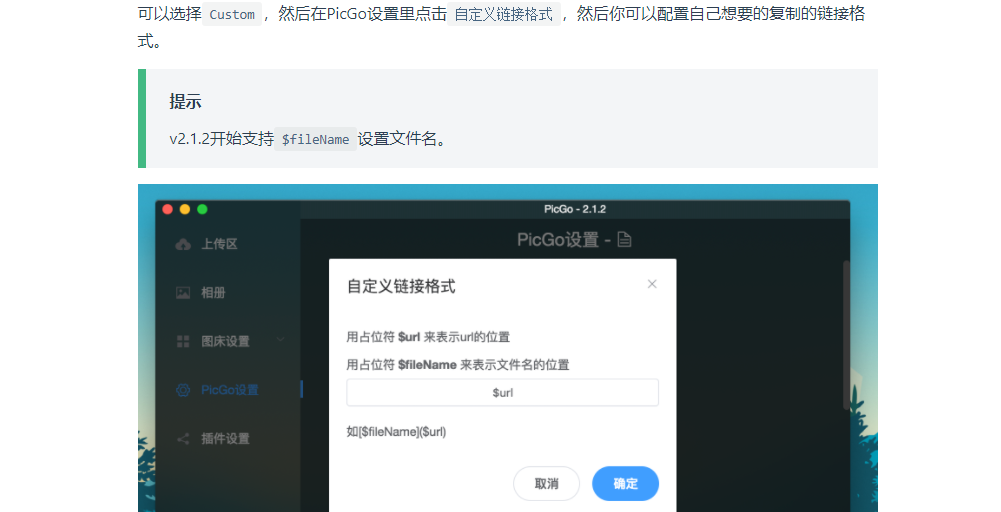 可以选择 Custom ，然后在PicGo设置里点击 自定义链接格式 ，然后你可以配置自己想要的复制的链接格
式。
提示
v2.1.2开始支持 $fileName 设置文件名。
PicGo - 2.1.2
PicGo设置 -
上传区
相册
图床设置
PicGo设置
插件设置
自定义链接格式
用占位符 $url 来表示url的位置
用占位符 $fileName 来表示文件名的位置
$url
如[$fileName]($url)
取消 确定